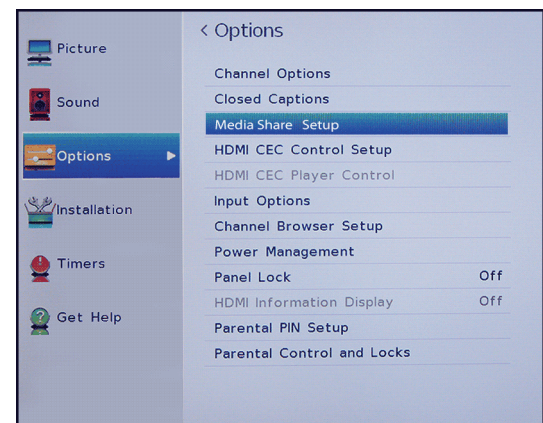 Picture
Sound
Options
Installation
Timers
Get Help
< Options
Channel Options
Closed Captions
Media Share Setup
HDMI CEC Control Setup
HDMI CEC Player Control
Input Options
Channel Browser Setup
Power Management
Panel Lock Off
HDMI Information Display Off
Parental PIN Setup
Parental Control and Locks